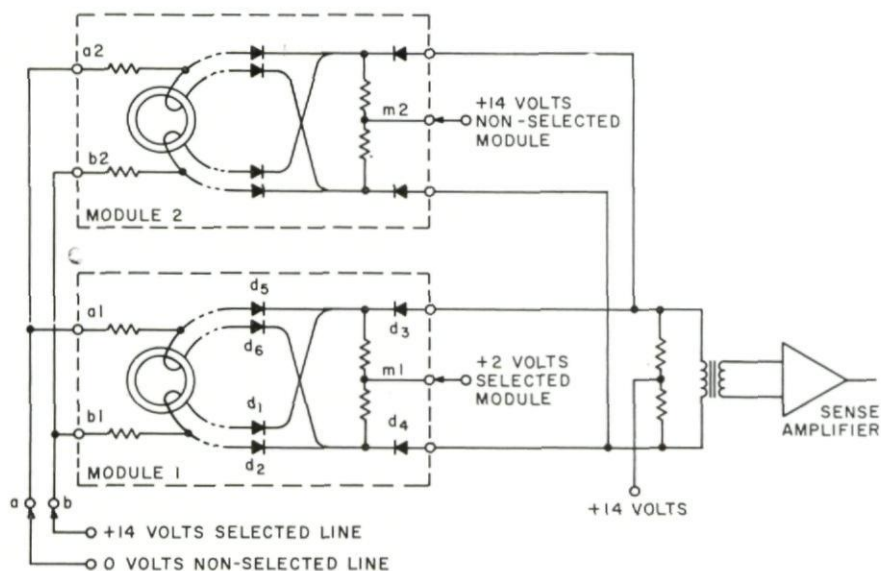 a2
m2
+14 VOLTS
NON-SELECTED
MODULE
b2
MODULE 2
d5
a1
d6
d3
m1
+2 VOLTS
SELECTED
MODULE
b1
d1
d4
d2
MODULE 1
SENSE
AMPLIFIER
a
b
+14 VOLTS
+14 VOLTS SELECTED LINE
0 VOLTS NON-SELECTED LINE